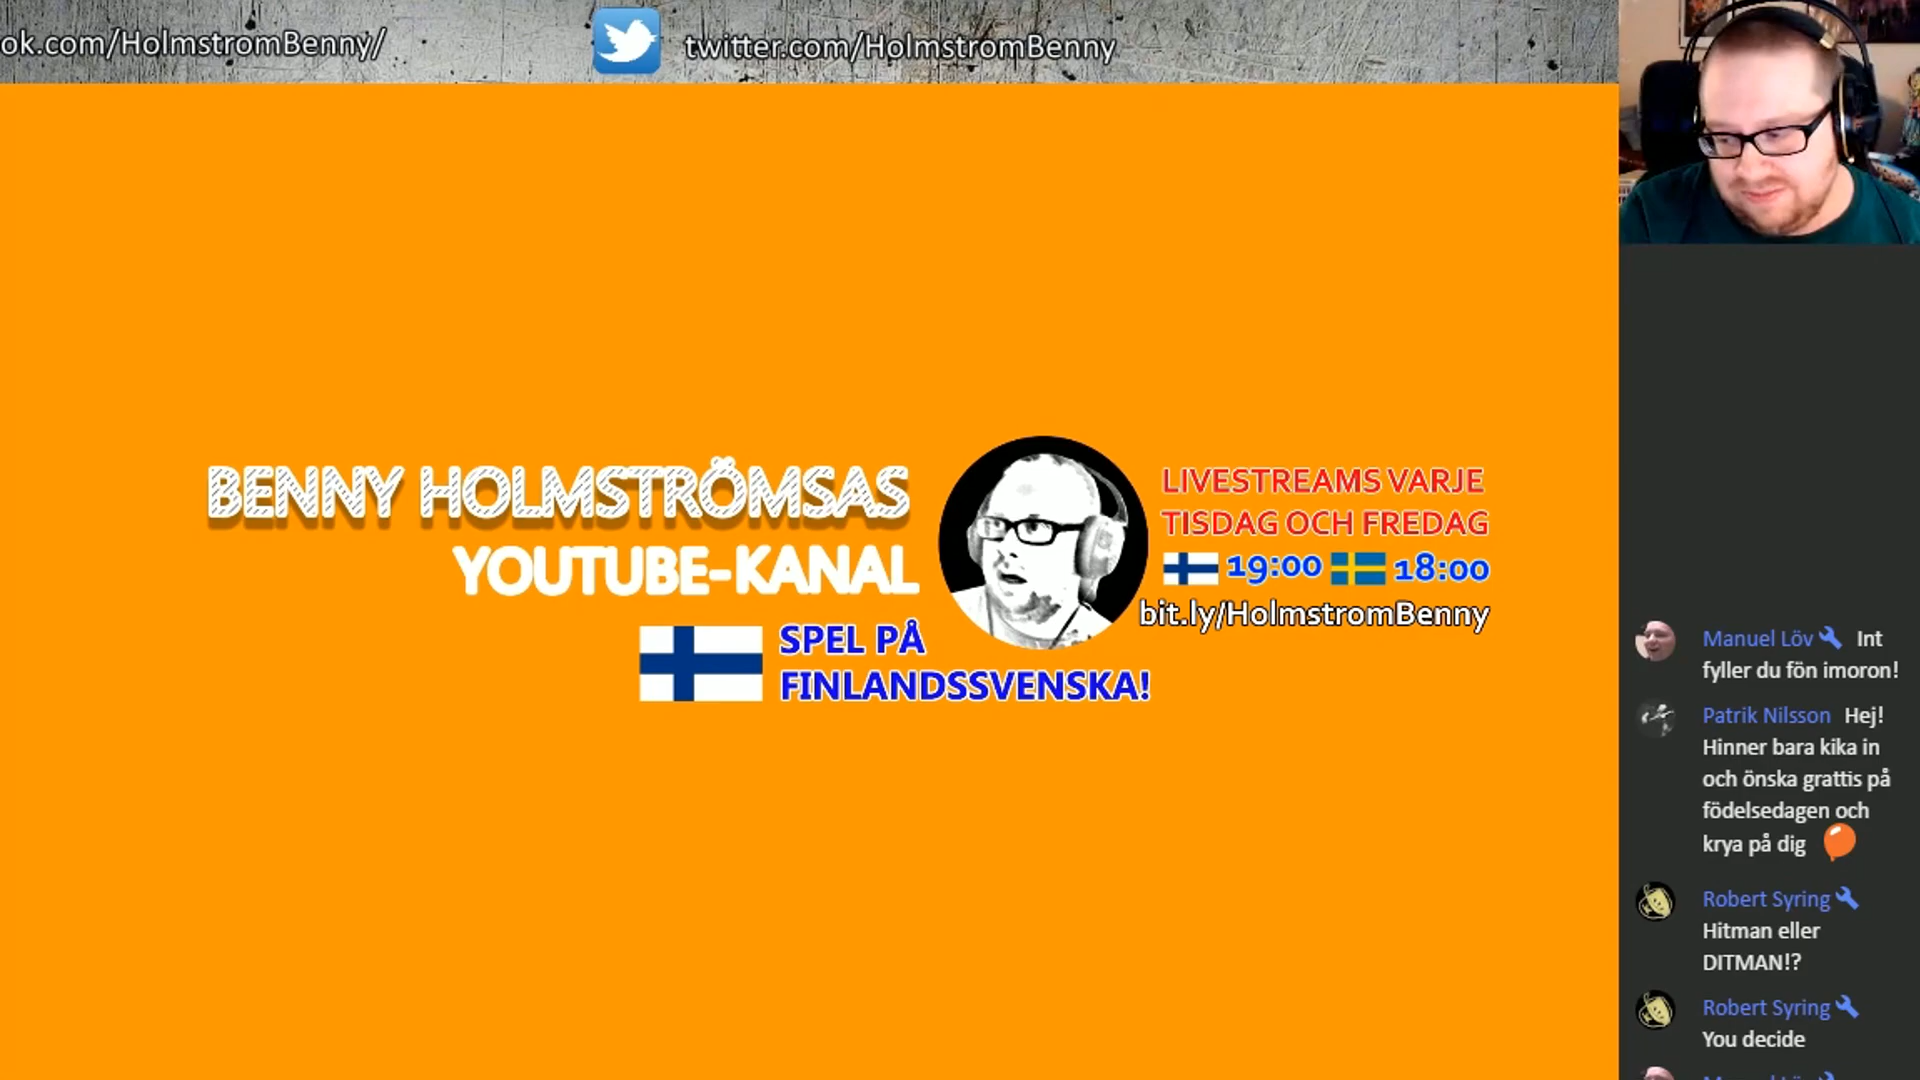 ok.com/HolmstromBenny/
twitter.com/HolmstromBenny
BENNY HOLMSTRÖMSAS
YOUTUBE-KANAL
SPEL PÅ
FINLANDSSVENSKA!
LIVESTREAMS VARJE
TISDAG OCH FREDAG
19:00 18:00
bit.ly/HolmstromBenny
Manuel Löv Int
fyller du fön imoron!
Patrik Nilsson Hej!
Hinner bara kika in
och önska grattis på
födelsedagen och
krya på dig
Robert Syring
Hitman eller
DITMAN!?
Robert Syring
You decide